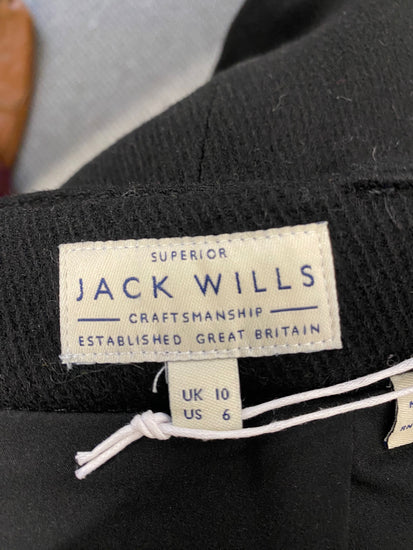 SUPERIOR
JACK WILLS
CRAFTSMANSHIP
ESTABLISHED GREAT BRITAIN
UK 10
US 6